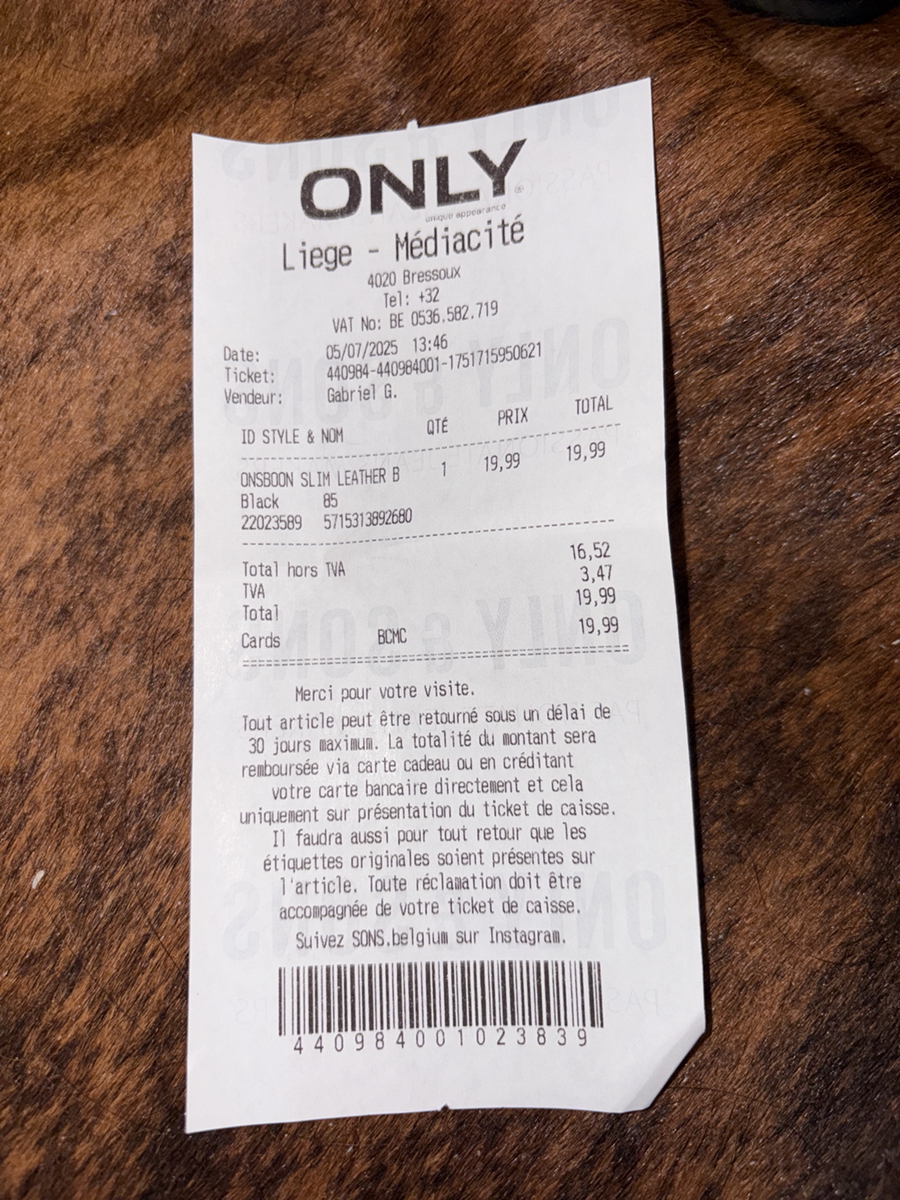 ONLY
unique appearance
Liege - Médiacité
4020 Bressoux
Tel: +32
VAT No: BE 0536.582.719
Date: 05/07/2025 13:46
Ticket: 440984-440984001-1751715950621
Vendeur: Gabriel G.
ID STYLE & NOM QTÉ PRIX TOTAL
ONSBOON SLIM LEATHER B 1 19,99 19,99
Black 85
22023589 5715313892680
Total hors TVA 16,52
TVA 3,47
Total 19,99
Cards BCMC 19,99
Merci pour votre visite.
Tout article peut être retourné sous un délai de
30 jours maximum. La totalité du montant sera
remboursée via carte cadeau ou en créditant
votre carte bancaire directement et cela
uniquement sur présentation du ticket de caisse.
Il faudra aussi pour tout retour que les
étiquettes originales soient présentes sur
l'article. Toute réclamation doit être
accompagnée de votre ticket de caisse.
Suivez SONS.belgium sur Instagram.
440984001023839